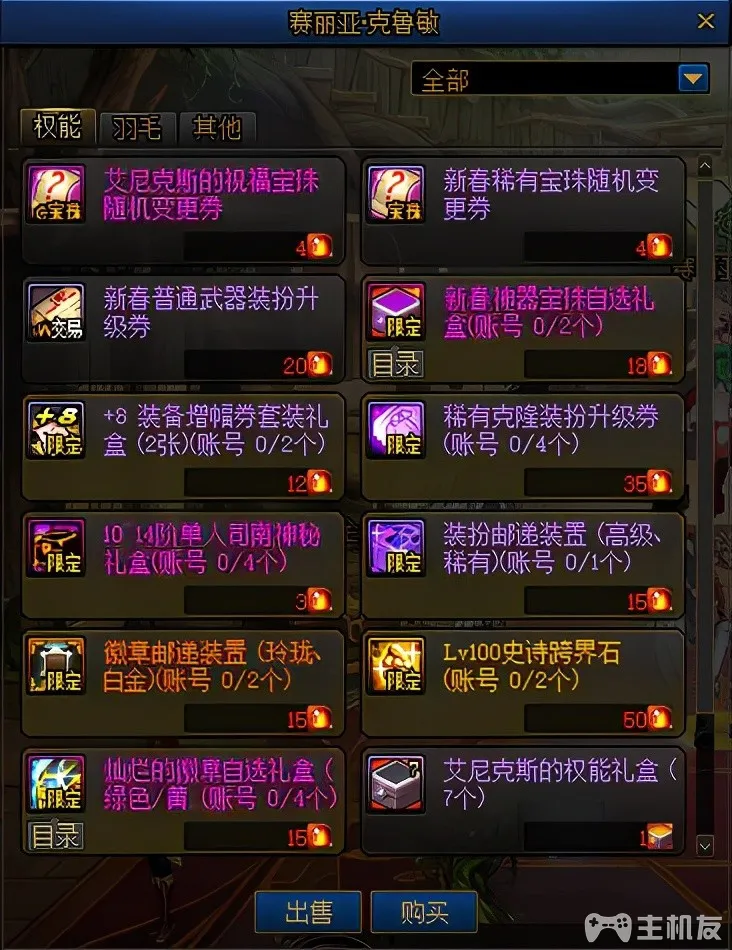 赛丽亚·克鲁敏
全部
权能 羽毛 其他
艾尼克斯的祝福宝珠
随机变更券
宝珠
4
新春稀有宝珠随机变
更券
宝珠
4
新春普通武器装扮升
级券
交易
20
新春神器宝珠自选礼
盒(账号 0/2个)
限定
目录
18
+8 装备增幅券套装礼
盒 (2张)(账号 0/2个)
+8
限定
12
稀有克隆装扮升级券
(账号 0/4个)
限定
35
10-14阶单人司南神秘
礼盒(账号 0/4个)
限定
3
装扮邮递装置 (高级、
稀有)(账号 0/1个)
限定
15
徽章邮递装置 (玲珑、
白金)(账号 0/2个)
限定
15
Lv100史诗跨界石
(账号 0/2个)
限定
50
灿烂的徽章自选礼盒 (
绿色/黄 (账号 0/4个)
限定
目录
15
艾尼克斯的权能礼盒 (
7个)
1
出售 购买
主机友